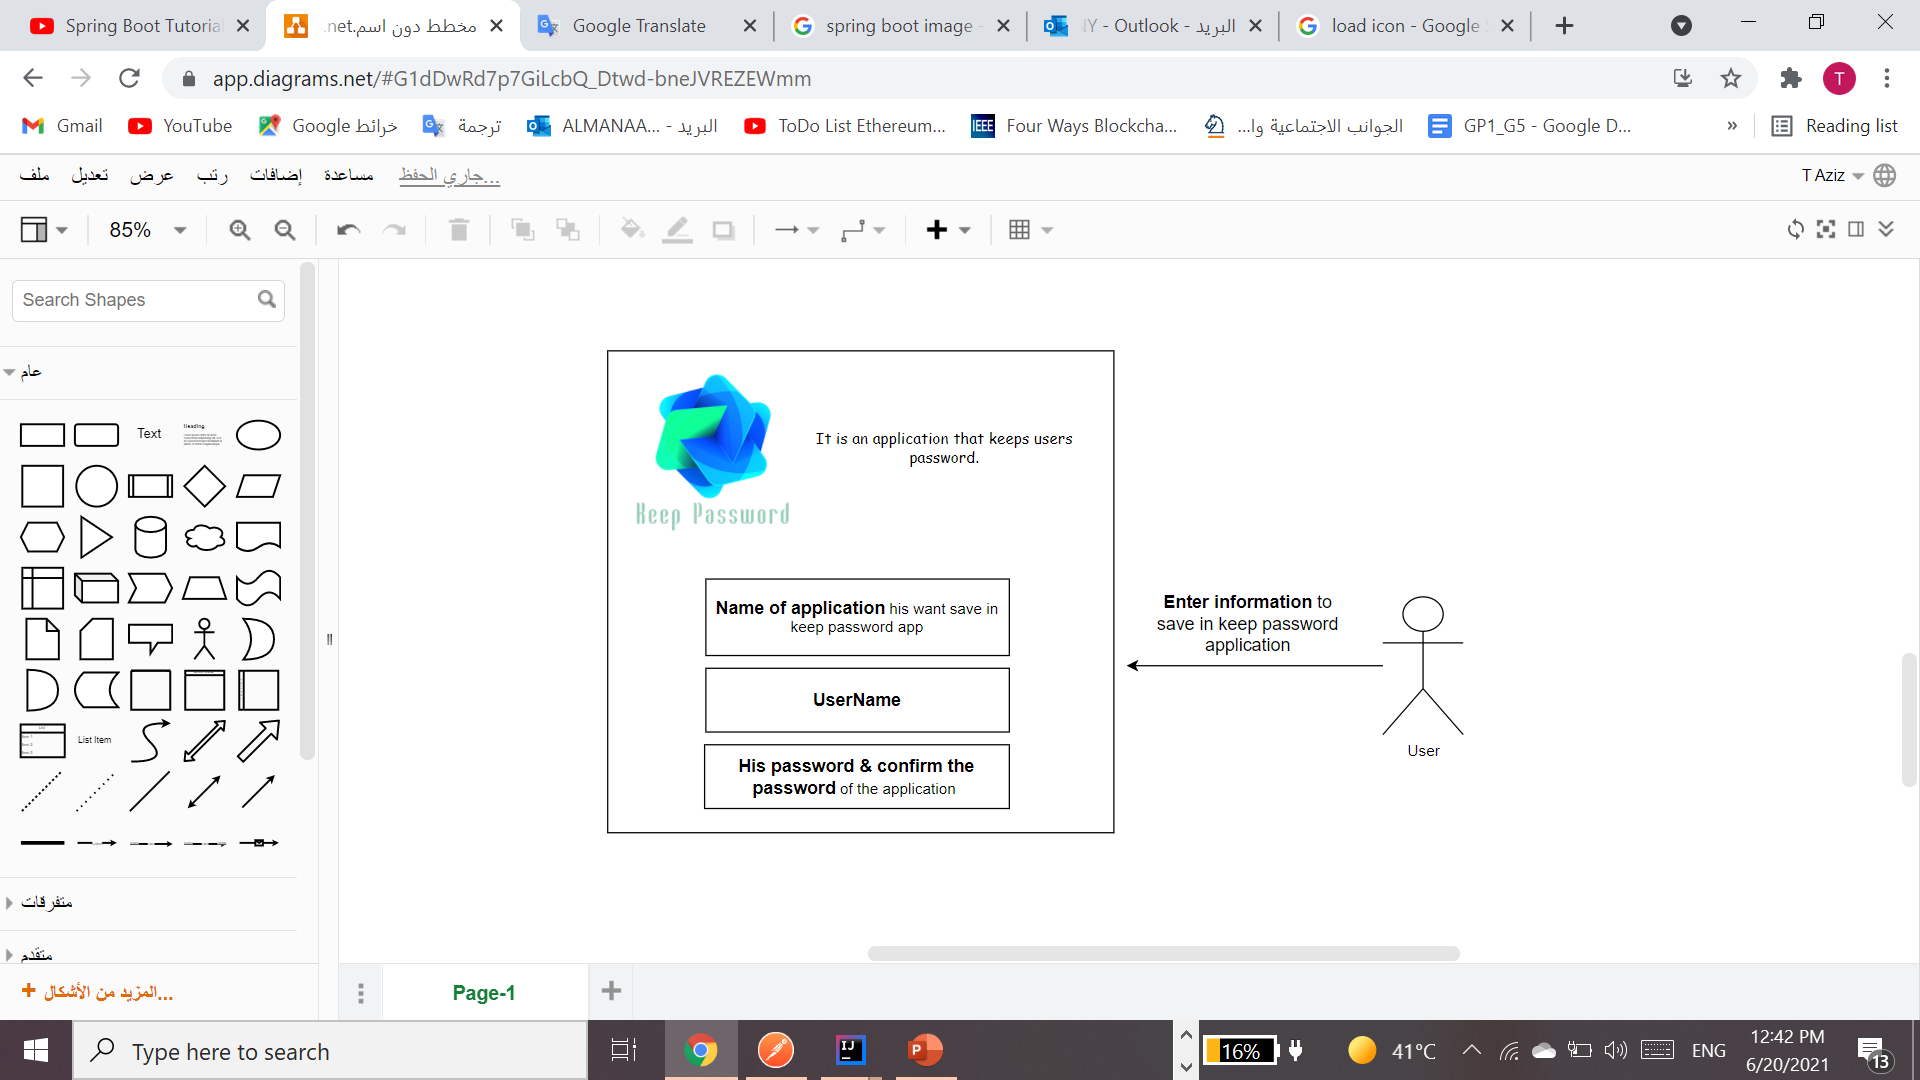 Spring Boot Tutoria
مخطط دون اسم.net
Google Translate
spring boot image -
البريد - NY - Outlook
load icon - Google S
app.diagrams.net/#G1dDwRd7p7GiLcbQ_Dtwd-bneJVREZEWmm
T
Gmail
YouTube
خرائط Google
ترجمة
البريد - ALMANAA...
ToDo List Ethereum...
IEEE
Four Ways Blockcha...
الجوانب الاجتماعية وا...
GP1_G5 - Google D...
»
Reading list
ملف
تعديل
عرض
رتب
إضافات
مساعدة
جاري الحفظ...
T Aziz
85%
Search Shapes
عام
Text
Heading
List Item
متفرقات
متقدم
المزيد من الأشكال...
It is an application that keeps users
password.
Keep Password
Name of application his want save in
keep password app
UserName
His password & confirm the
password of the application
Enter information to
save in keep password
application
User
Page-1
Type here to search
IJ
P
16%
41°C
ENG
12:42 PM
6/20/2021
13